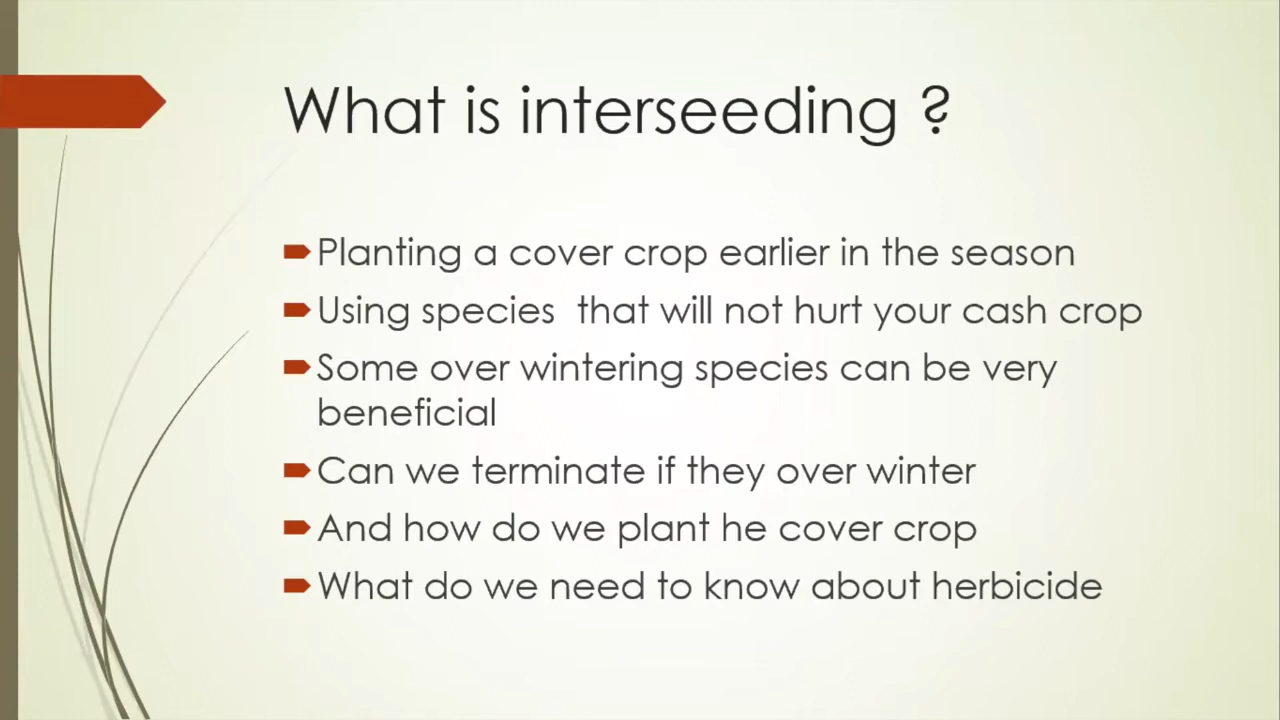 What is interseeding ?
Planting a cover crop earlier in the season
Using species  that will not hurt your cash crop
Some over wintering species can be very
beneficial
Can we terminate if they over winter
And how do we plant he cover crop
What do we need to know about herbicide